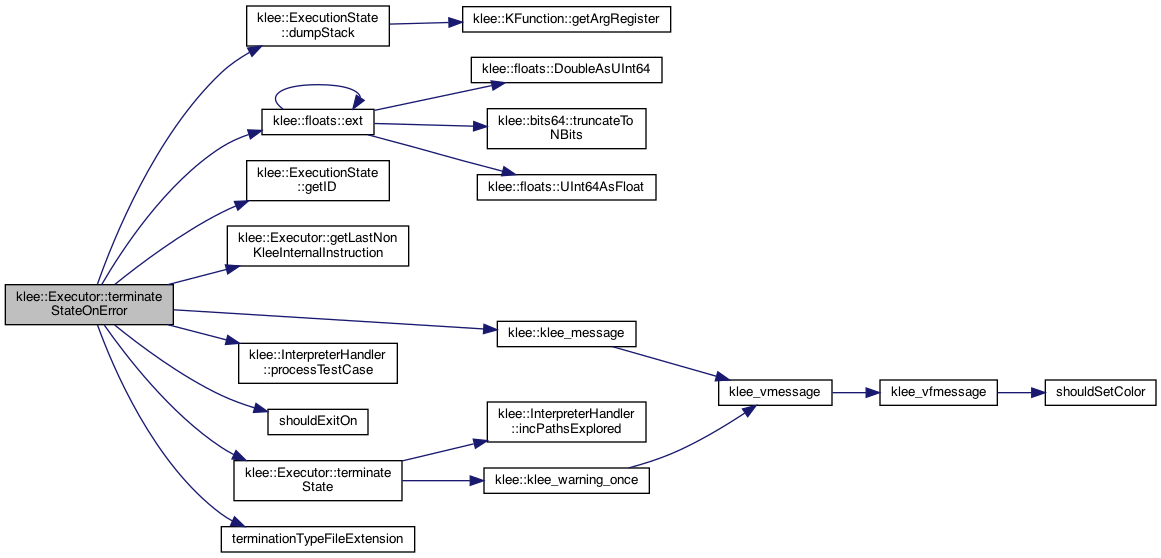 klee::ExecutionState
::dumpStack
klee::KFunction::getArgRegister
klee::floats::ext
klee::floats::DoubleAsUInt64
klee::bits64::truncateTo
NBits
klee::floats::UInt64AsFloat
klee::ExecutionState
::getID
klee::Executor::getLastNon
KleeInternalInstruction
klee::Executor::terminate
StateOnError
klee::klee_message
klee::InterpreterHandler
::processTestCase
klee_vmessage
klee_vfmessage
shouldSetColor
shouldExitOn
klee::InterpreterHandler
::incPathsExplored
klee::Executor::terminate
State
klee::klee_warning_once
terminationTypeFileExtension